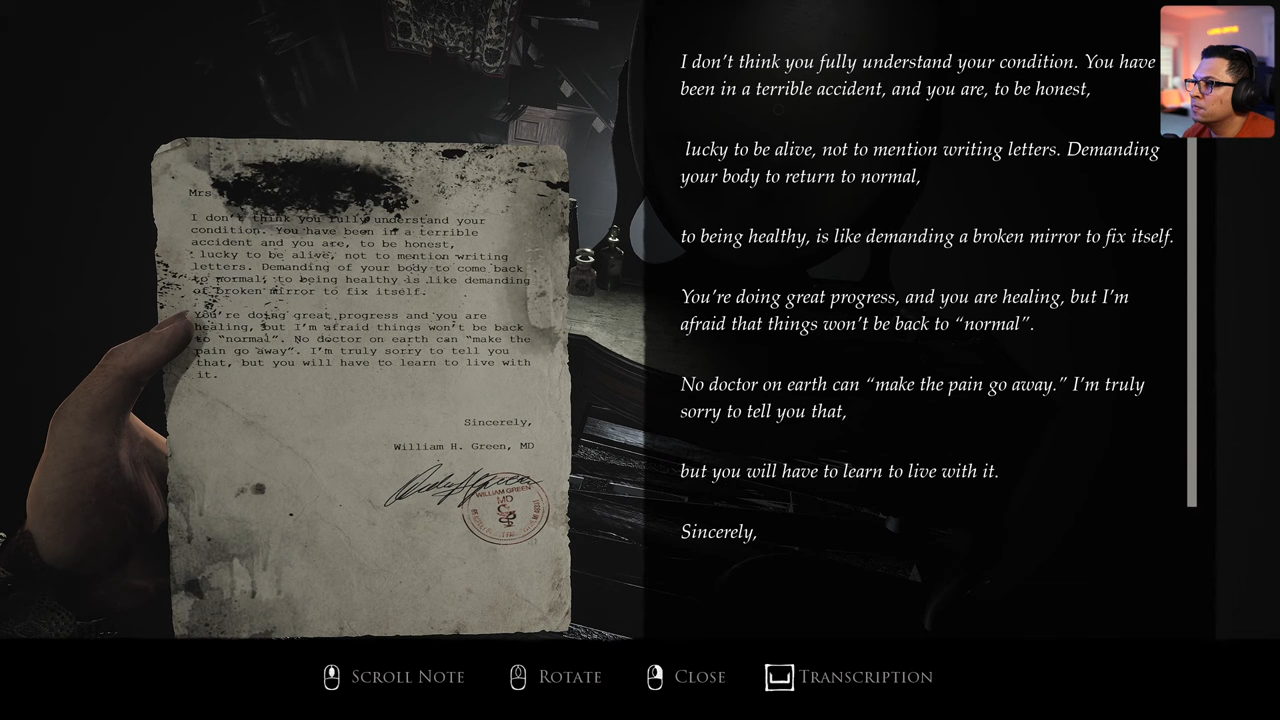 Mrs
I don't think you fully understand your
condition. You have been in a terrible
accident and you are, to be honest,
lucky to be alive, not to mention writing
letters. Demanding of your body to come back
to normal, to being healthy is like demanding
of broken mirror to fix itself.
You're doing great progress and you are
healing, but I'm afraid things won't be back
to "normal". No doctor on earth can "make the
pain go away". I'm truly sorry to tell you
that, but you will have to learn to live with
it.
Sincerely,
William H. Green, MD
WILLIAM GREEN
MD
I don't think you fully understand your condition. You have
been in a terrible accident, and you are, to be honest,
lucky to be alive, not to mention writing letters. Demanding
your body to return to normal,
to being healthy, is like demanding a broken mirror to fix itself.
You're doing great progress, and you are healing, but I'm
afraid that things won't be back to “normal”.
No doctor on earth can “make the pain go away.” I'm truly
sorry to tell you that,
but you will have to learn to live with it.
Sincerely,
SCROLL NOTE
ROTATE
CLOSE
TRANSCRIPTION